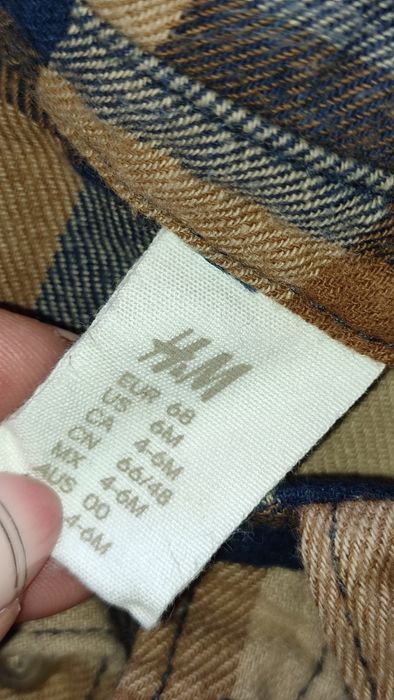 H&M
EUR 68
US 6M
CA 4-6M
CN 66/48
MX 4-6M
AUS 00
4-6M